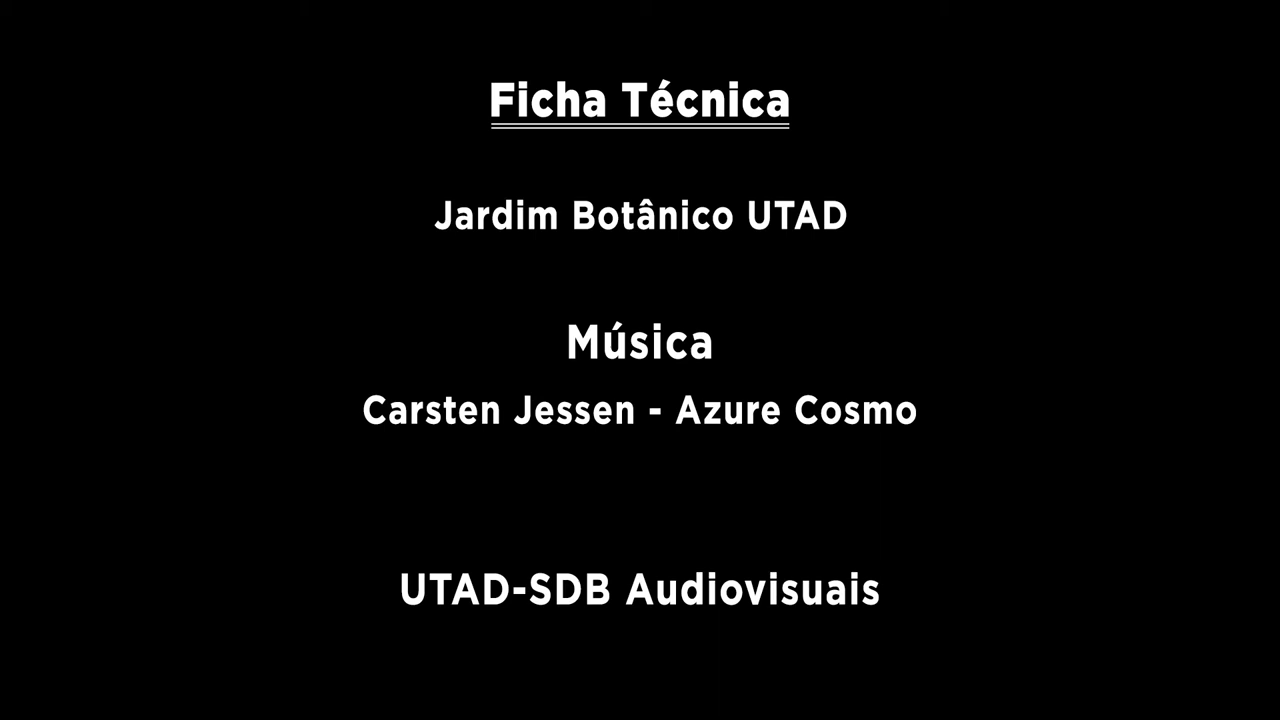 Ficha Técnica
Jardim Botânico UTAD
Música
Carsten Jessen - Azure Cosmo
UTAD-SDB Audiovisuais